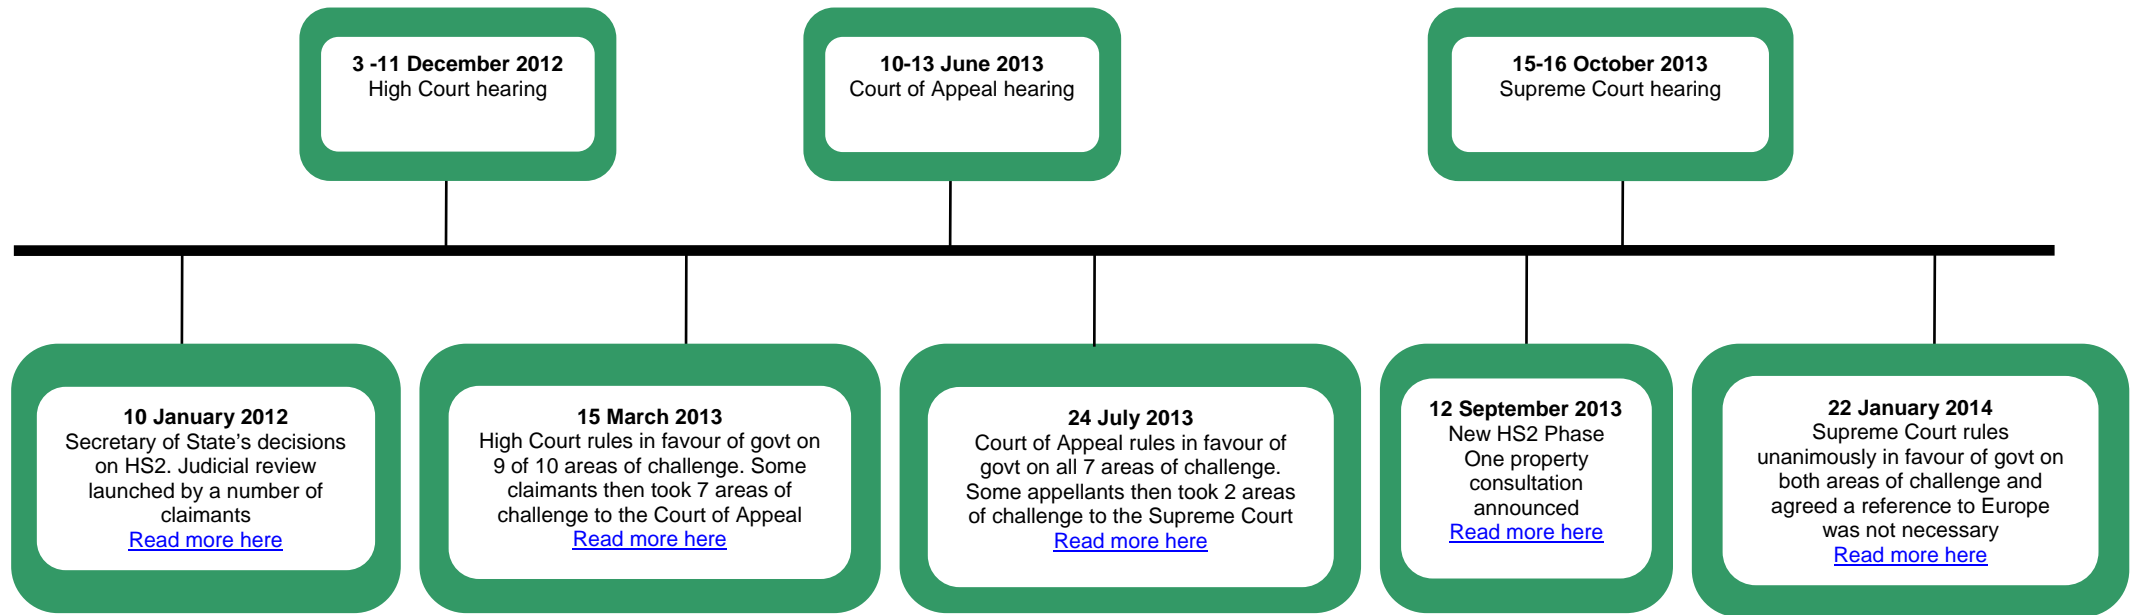 3 -11 December 2012
High Court hearing
10-13 June 2013
Court of Appeal hearing
15-16 October 2013
Supreme Court hearing
10 January 2012
Secretary of State’s decisions
on HS2. Judicial review
launched by a number of
claimants
Read more here
15 March 2013
High Court rules in favour of govt on
9 of 10 areas of challenge. Some
claimants then took 7 areas of
challenge to the Court of Appeal
Read more here
24 July 2013
Court of Appeal rules in favour of
govt on all 7 areas of challenge.
Some appellants then took 2 areas
of challenge to the Supreme Court
Read more here
12 September 2013
New HS2 Phase
One property
consultation
announced
Read more here
22 January 2014
Supreme Court rules
unanimously in favour of govt on
both areas of challenge and
agreed a reference to Europe
was not necessary
Read more here